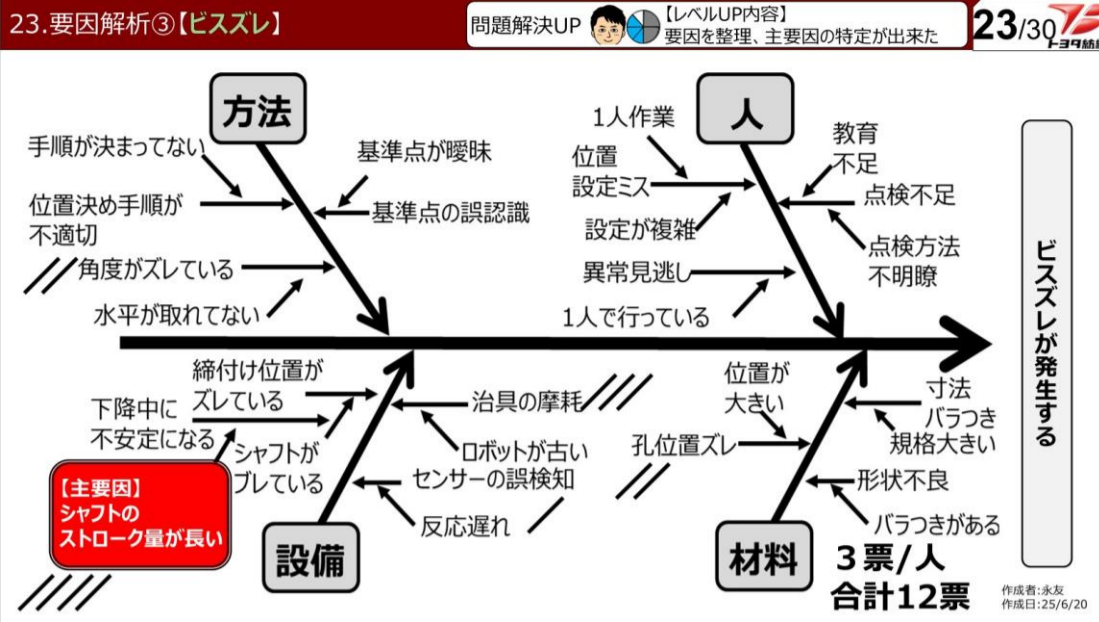 23.要因解析③【ビスズレ】
問題解決UP
【レベルUP内容】
要因を整理、主要因の特定が出来た
23/30
トヨタ紡織
方法
手順が決まってない
位置決め手順が
不適切
基準点が曖昧
基準点の誤認識
角度がズレている
水平が取れてない
人
1人作業
位置
設定ミス
設定が複雑
異常見逃し
1人で行っている
教育
不足
点検不足
点検方法
不明瞭
ビスズレが発生する
締付け位置が
ズレている
下降中に
不安定になる
シャフトが
ブレている
【主要因】
シャフトの
ストローク量が長い
治具の摩耗
ロボットが古い
センサーの誤検知
反応遅れ
設備
位置が
大きい
孔位置ズレ
寸法
バラつき
規格大きい
形状不良
バラつきがある
材料
3票/人
合計12票
作成者:永友
作成日:25/6/20